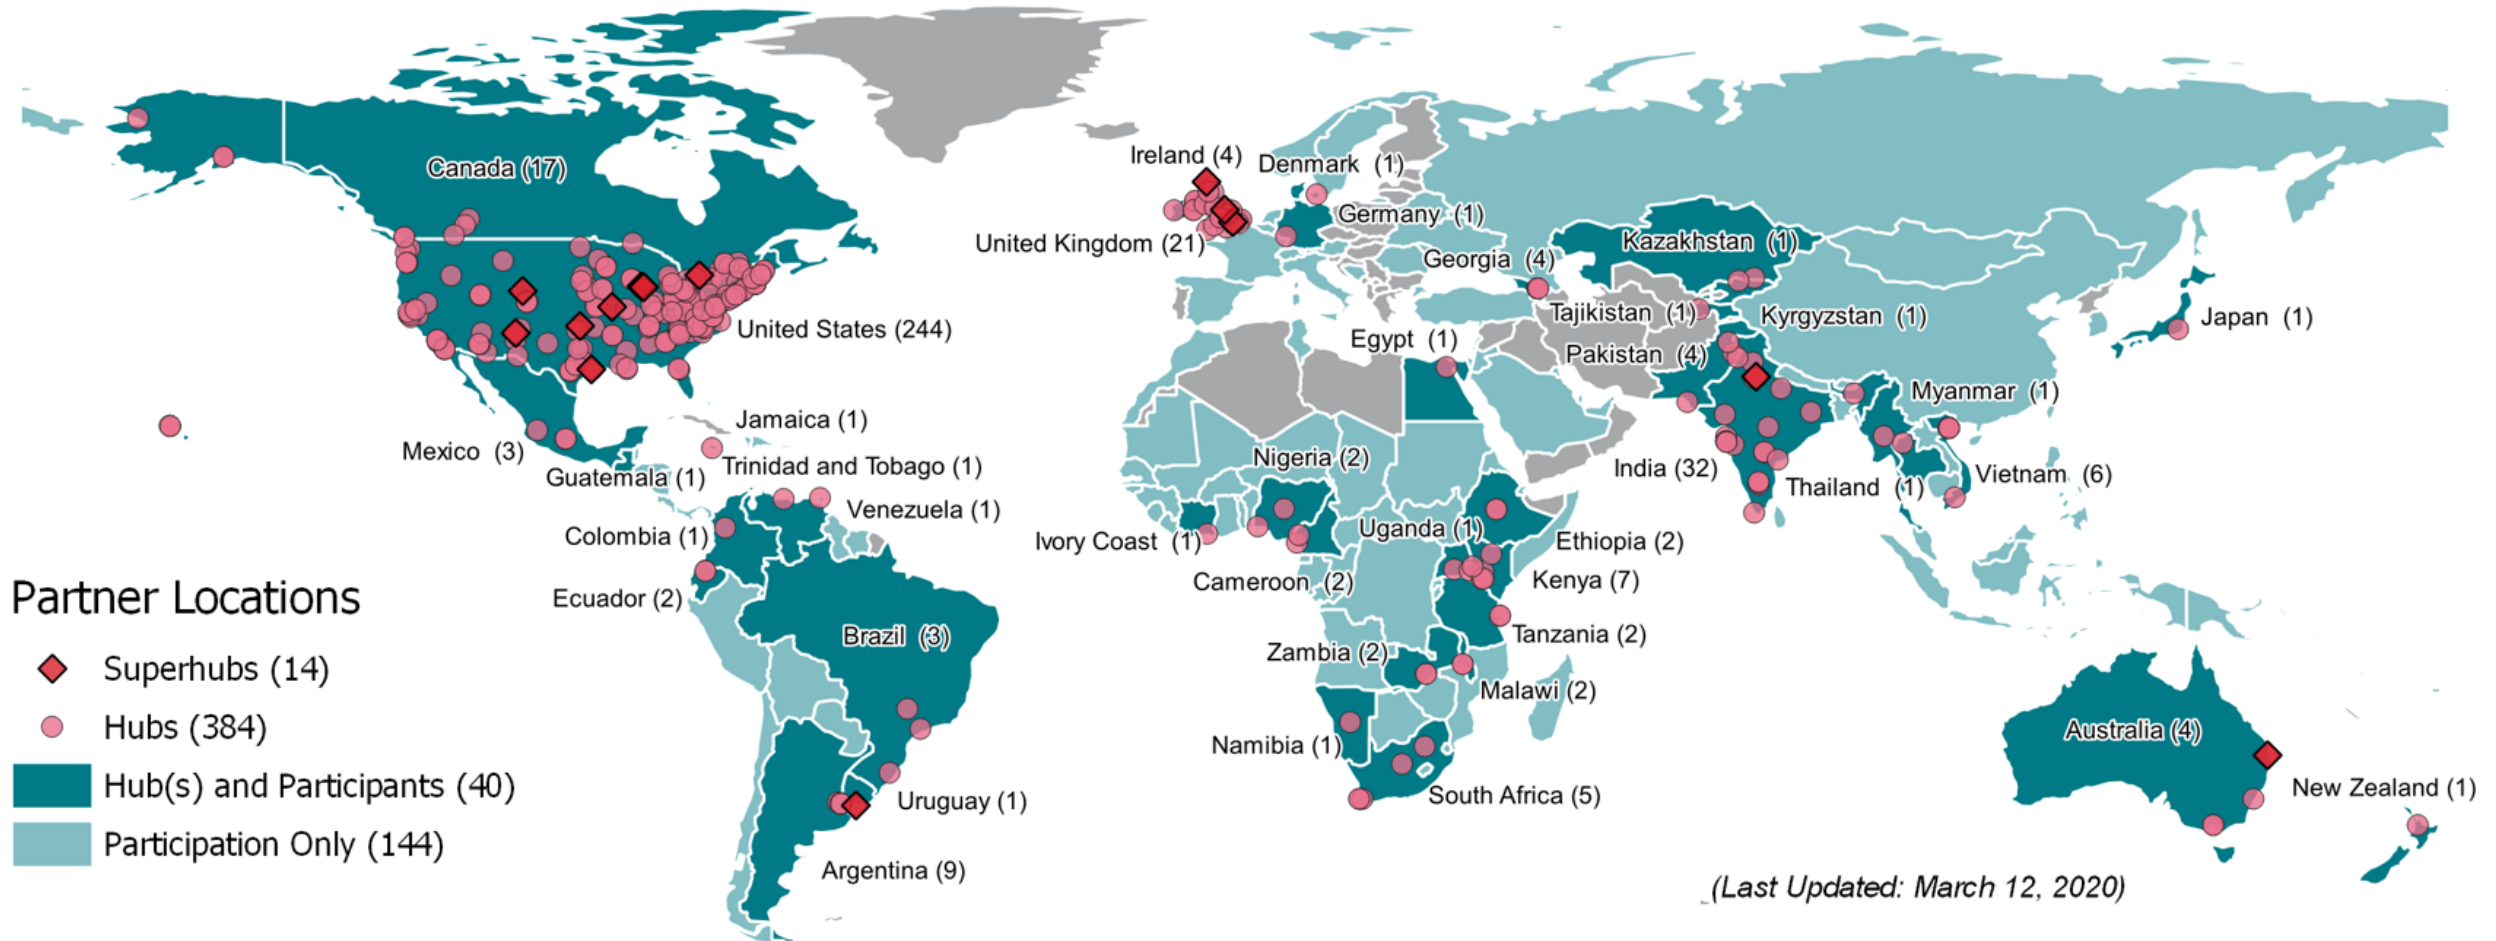 Canada (17)
Ireland (4)
Denmark (1)
Germany (1)
United Kingdom (21)
Kazakhstan (1)
Georgia (4)
Tajikistan (1)
Kyrgyzstan (1)
Japan (1)
United States (244)
Egypt (1)
Pakistan (4)
Myanmar (1)
Jamaica (1)
Mexico (3)
Trinidad and Tobago (1)
Nigeria (2)
India (32)
Guatemala (1)
Thailand (1)
Vietnam (6)
Venezuela (1)
Colombia (1)
Ivory Coast (1)
Uganda (1)
Ethiopia (2)
Cameroon (2)
Kenya (7)
Ecuador (2)
Brazil (3)
Tanzania (2)
Zambia (2)
Malawi (2)
Namibia (1)
Australia (4)
South Africa (5)
New Zealand (1)
Uruguay (1)
Argentina (9)
Partner Locations
Superhubs (14)
Hubs (384)
Hub(s) and Participants (40)
Participation Only (144)
(Last Updated: March 12, 2020)